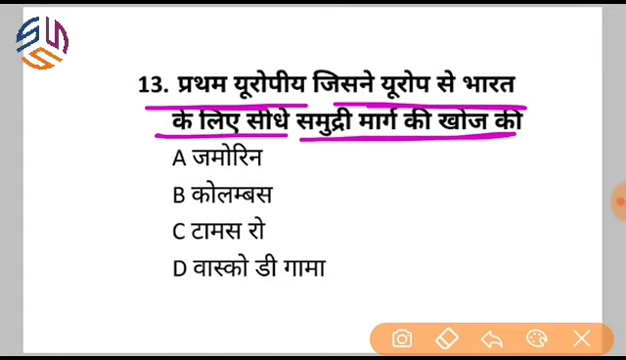 13. प्रथम यूरोपीय जिसने यूरोप से भारत
के लिए सीधे समुद्री मार्ग की खोज की
A जमोरिन
B कोलम्बस
C टामस रो
D वास्को डी गामा